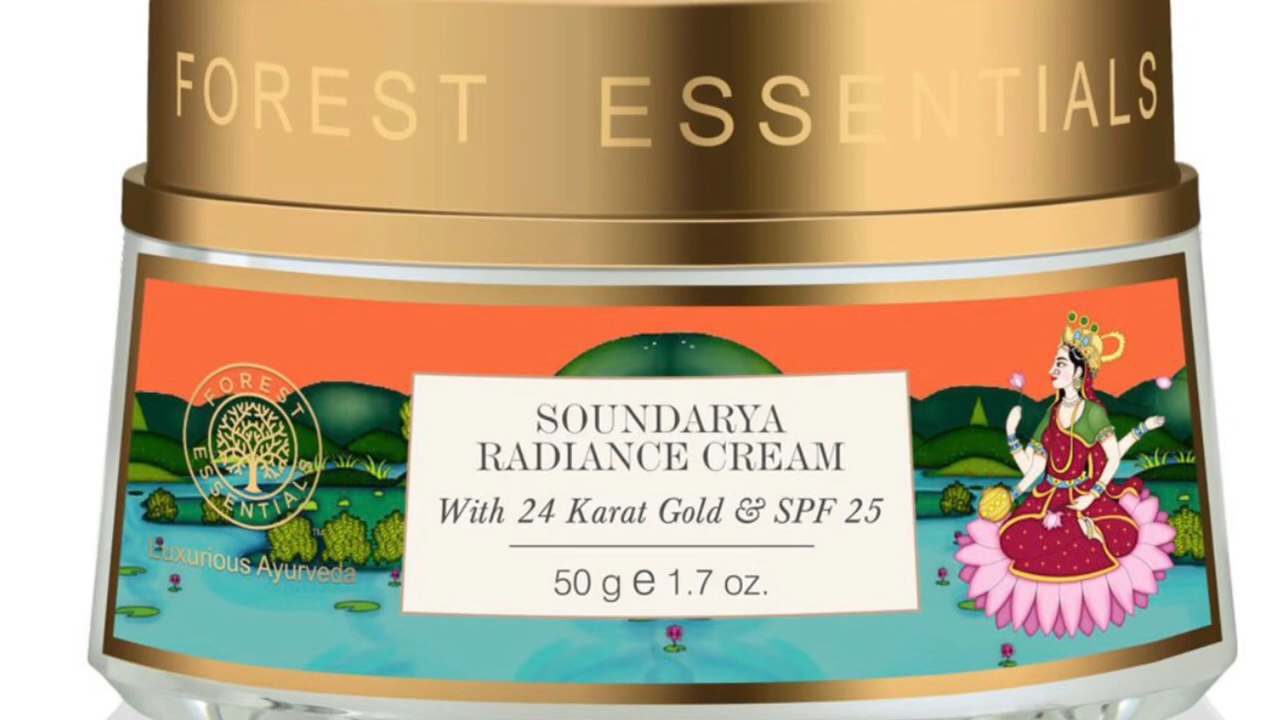 FOREST ESSENTIALS
FOREST
ESSENTIALS
™
Luxurious Ayurveda
SOUNDARYA
RADIANCE CREAM
With 24 Karat Gold & SPF 25
50 g e 1.7 oz.